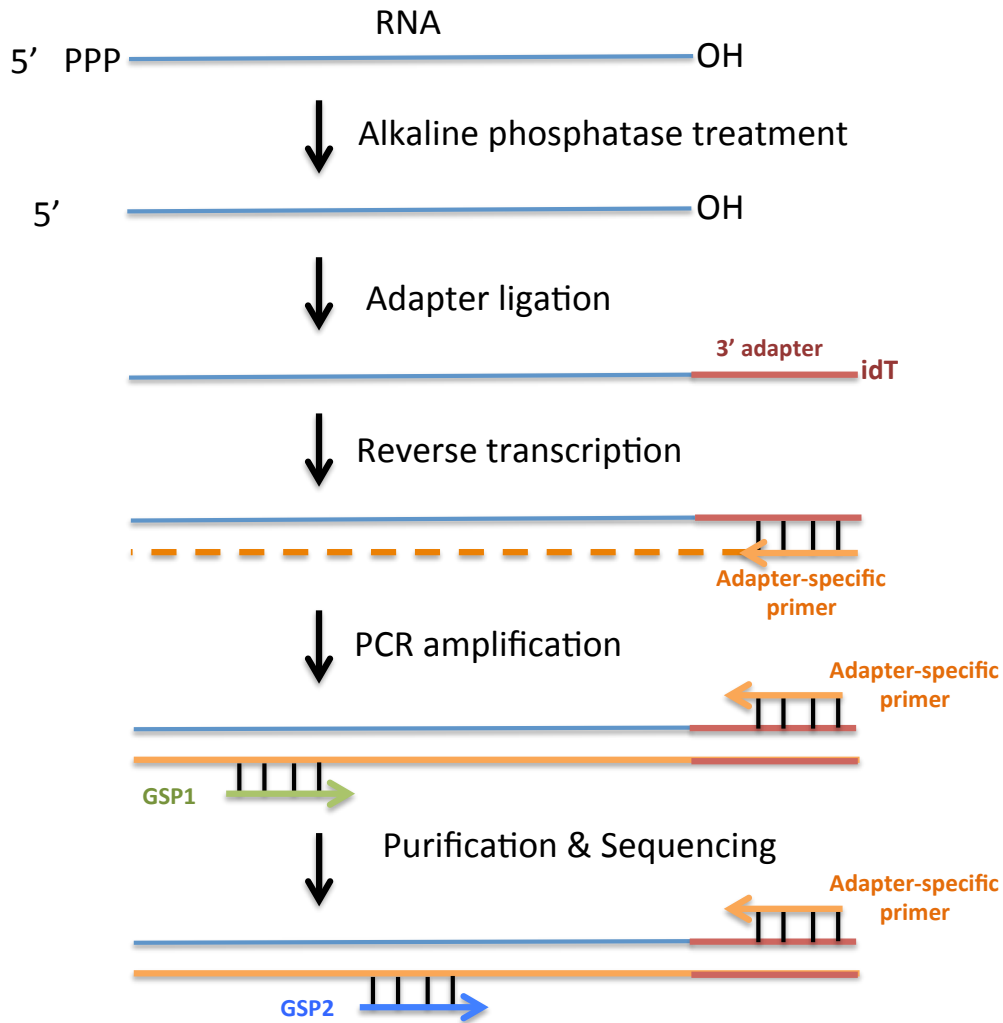 RNA
5’ PPP OH
Alkaline phosphatase treatment
5’ OH
Adapter ligation
3’ adapter
idT
Reverse transcription
Adapter-specific
primer
PCR amplification
Adapter-specific
primer
GSP1
Purification & Sequencing
Adapter-specific
primer
GSP2